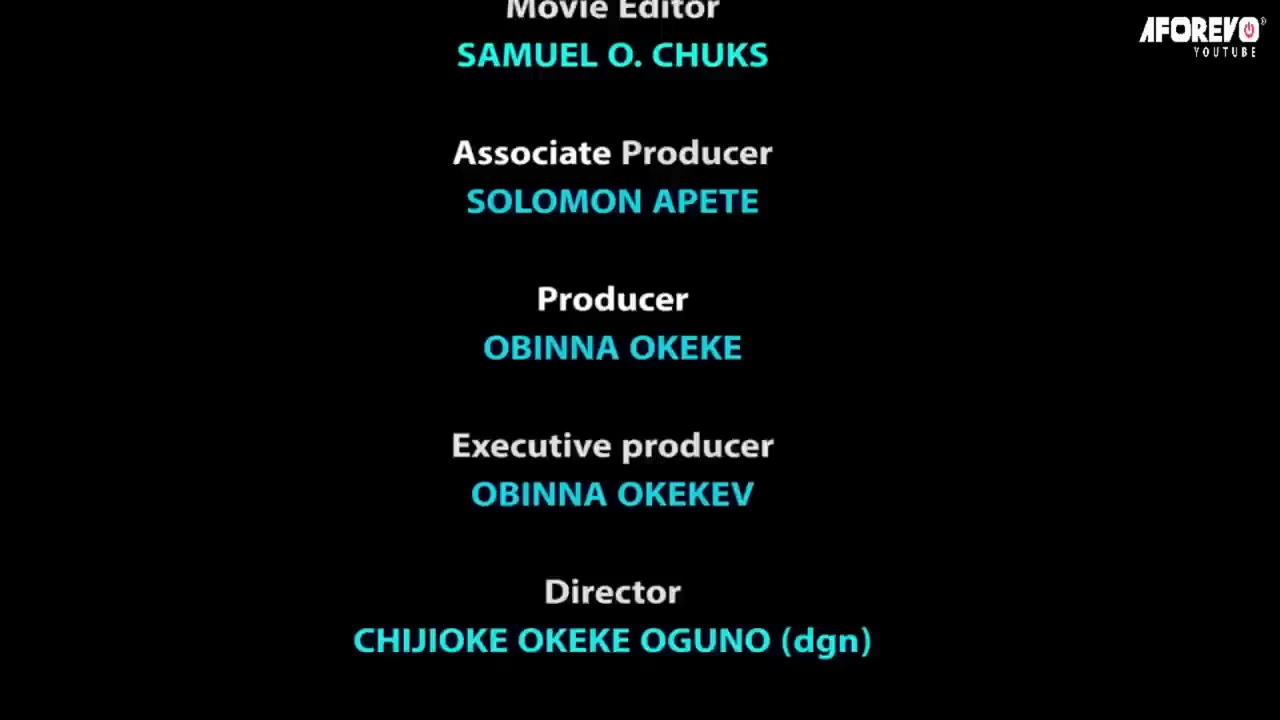 Movie Editor
SAMUEL O. CHUKS
AFOREVO
YOUTUBE
Associate Producer
SOLOMON APETE
Producer
OBINNA OKEKE
Executive producer
OBINNA OKEKEV
Director
CHIJIOKE OKEKE OGUNO (dgn)